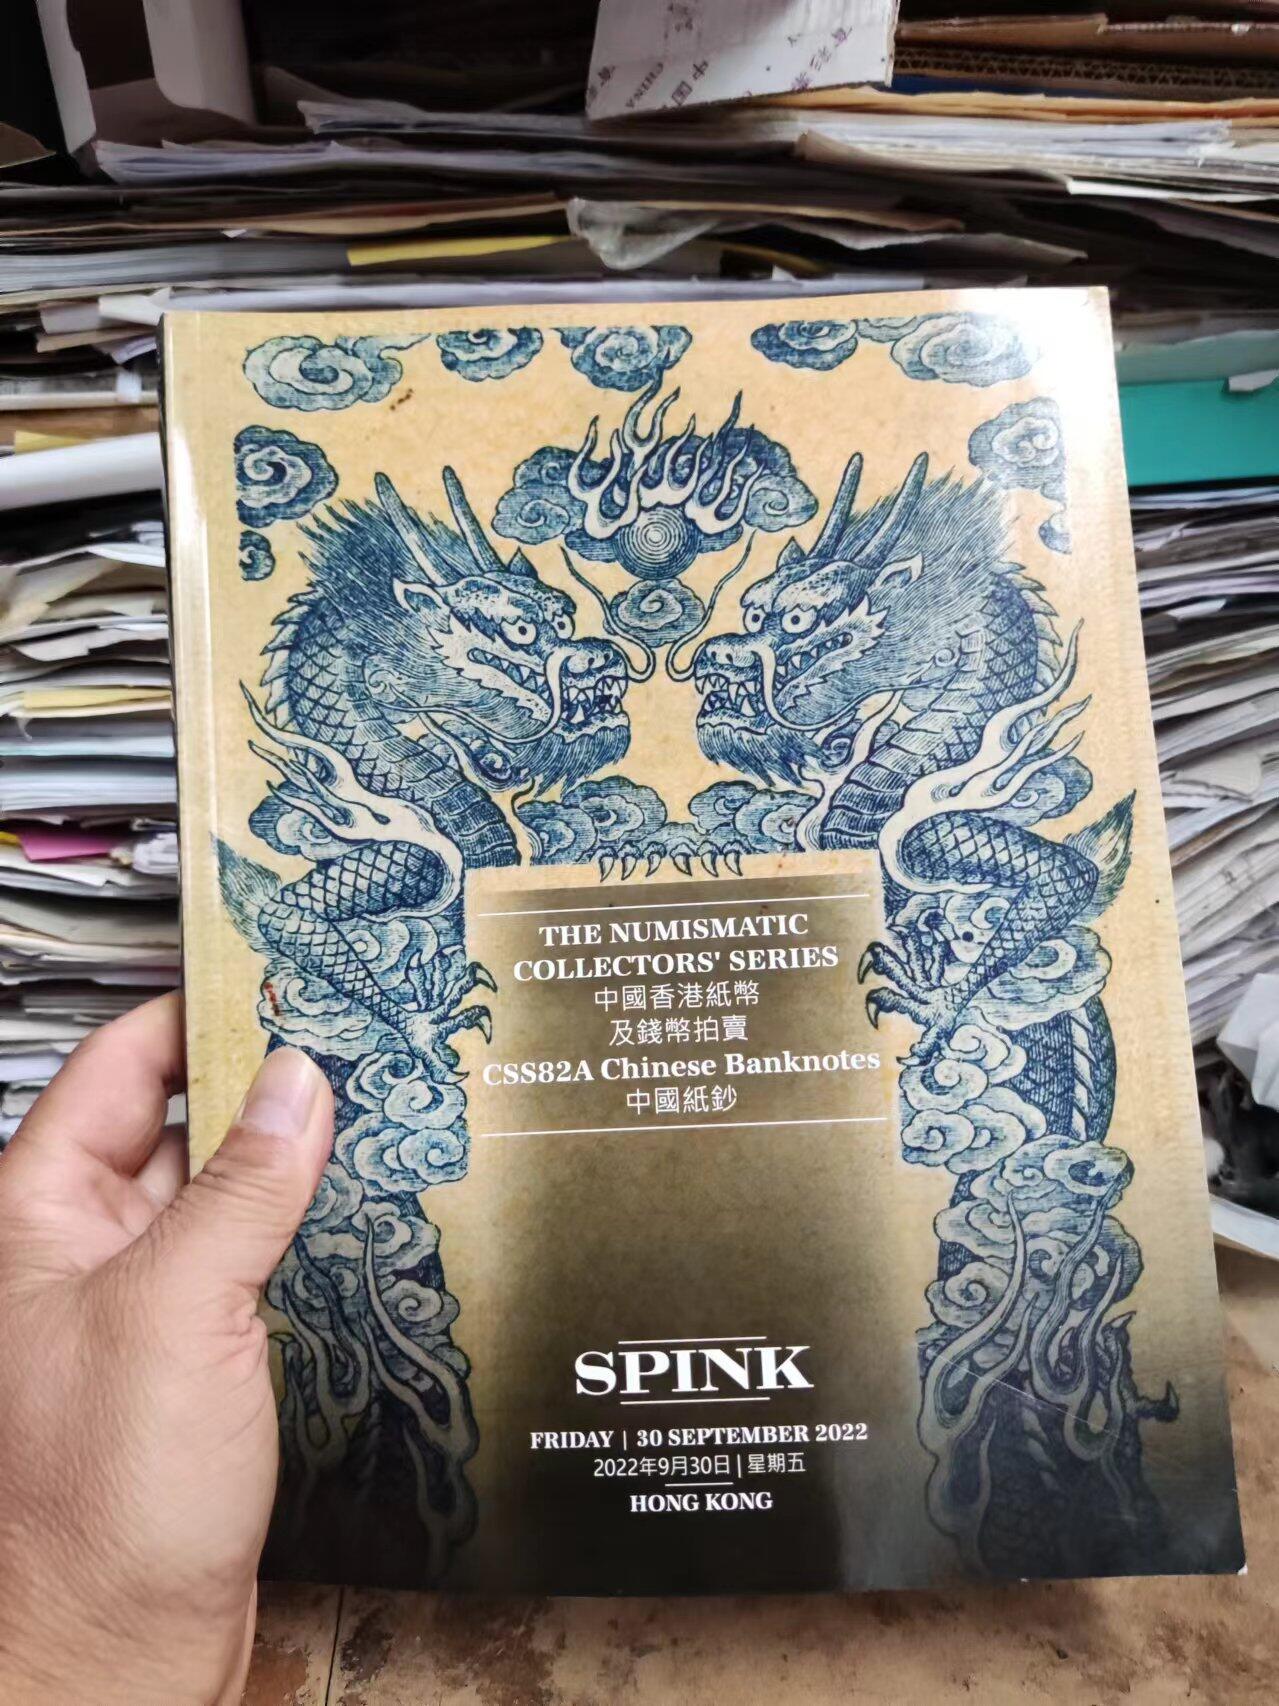 THE NUMISMATIC
COLLECTORS' SERIES
中國香港紙幣
及錢幣拍賣
CSS82A Chinese Banknotes
中國紙鈔
SPINK
FRIDAY | 30 SEPTEMBER 2022
2022年9月30日 | 星期五
HONG KONG